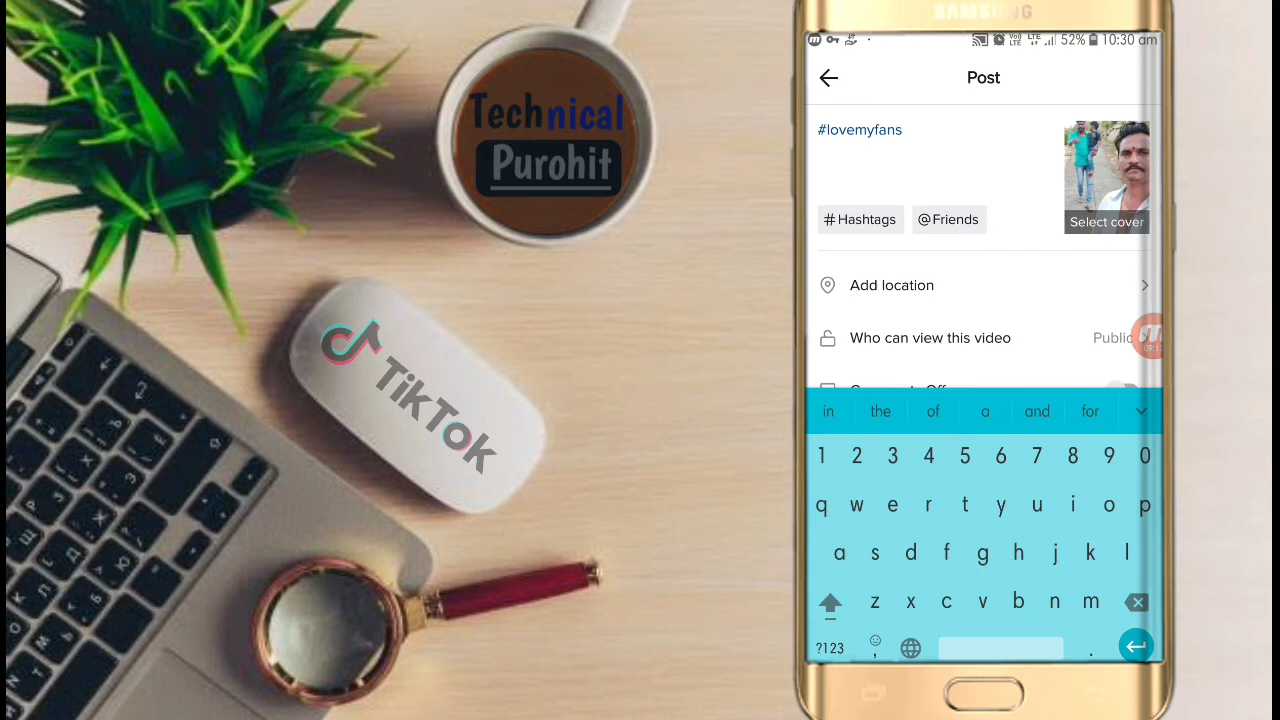 Technical
Purohit
TikTok
SAMSUNG
LTE 52% 10:30 am
Post
#lovemyfans
Select cover
#Hashtags @Friends
Add location
Who can view this video Public
in the of a and for
1 2 3 4 5 6 7 8 9 0
q w e r t y u i o p
a s d f g h j k l
z x c v b n m
?123 , .